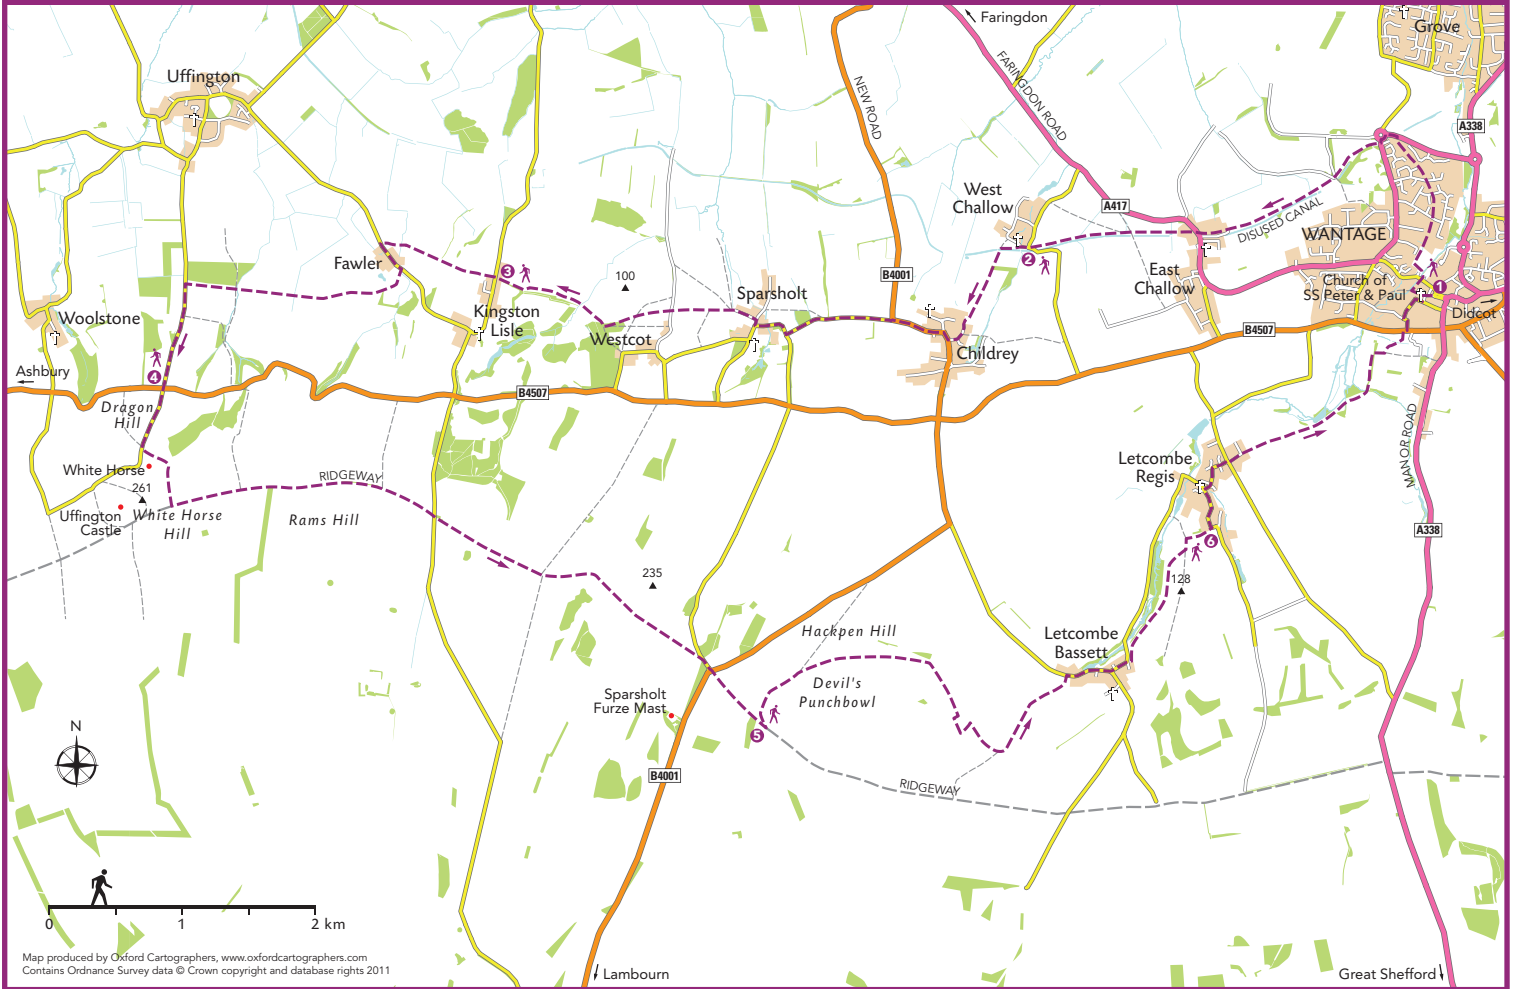 Faringdon
Grove
Uffington
FARINGDON ROAD
NEW ROAD
A338
West
Challow
A417
DISUSED CANAL
WANTAGE
Fawler
3
100
2
B4001
East
Challow
Church of
SS Peter & Paul
1
Didcot
Sparsholt
Woolstone
Kingston
Lisle
Westcot
Childrey
B4507
Ashbury
4
B4507
Dragon
Hill
MANOR ROAD
White Horse
261
Uffington
Castle
White Horse
Hill
RIDGEWAY
Rams Hill
Letcombe
Regis
A338
6
235
128
Hackpen Hill
Letcombe
Bassett
Devil's
Punchbowl
Sparsholt
Furze Mast
5
N
B4001
RIDGEWAY
0 1 2 km
Map produced by Oxford Cartographers, www.oxfordcartographers.com
Contains Ordnance Survey data © Crown copyright and database rights 2011
Lambourn
Great Shefford